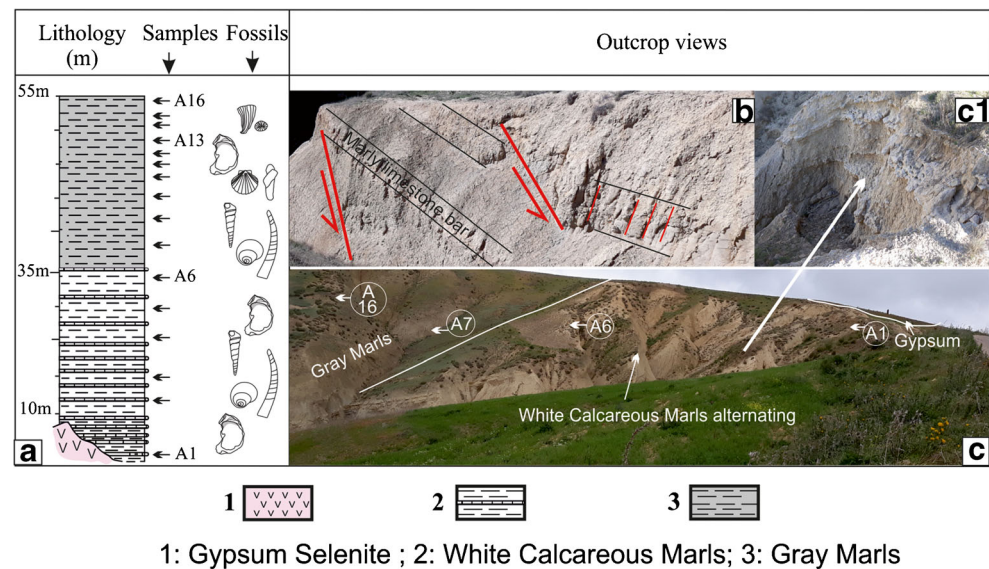 Lithology
(m)
Samples
Fossils
Outcrop views
55m
A16
A13
35m
A6
10m
A1
a
Marly limestone bar
b
c1
A
16
A7
A6
A1
Gypsum
Gray Marls
White Calcareous Marls alternating
c
1
2
3
1: Gypsum Selenite ; 2: White Calcareous Marls; 3: Gray Marls